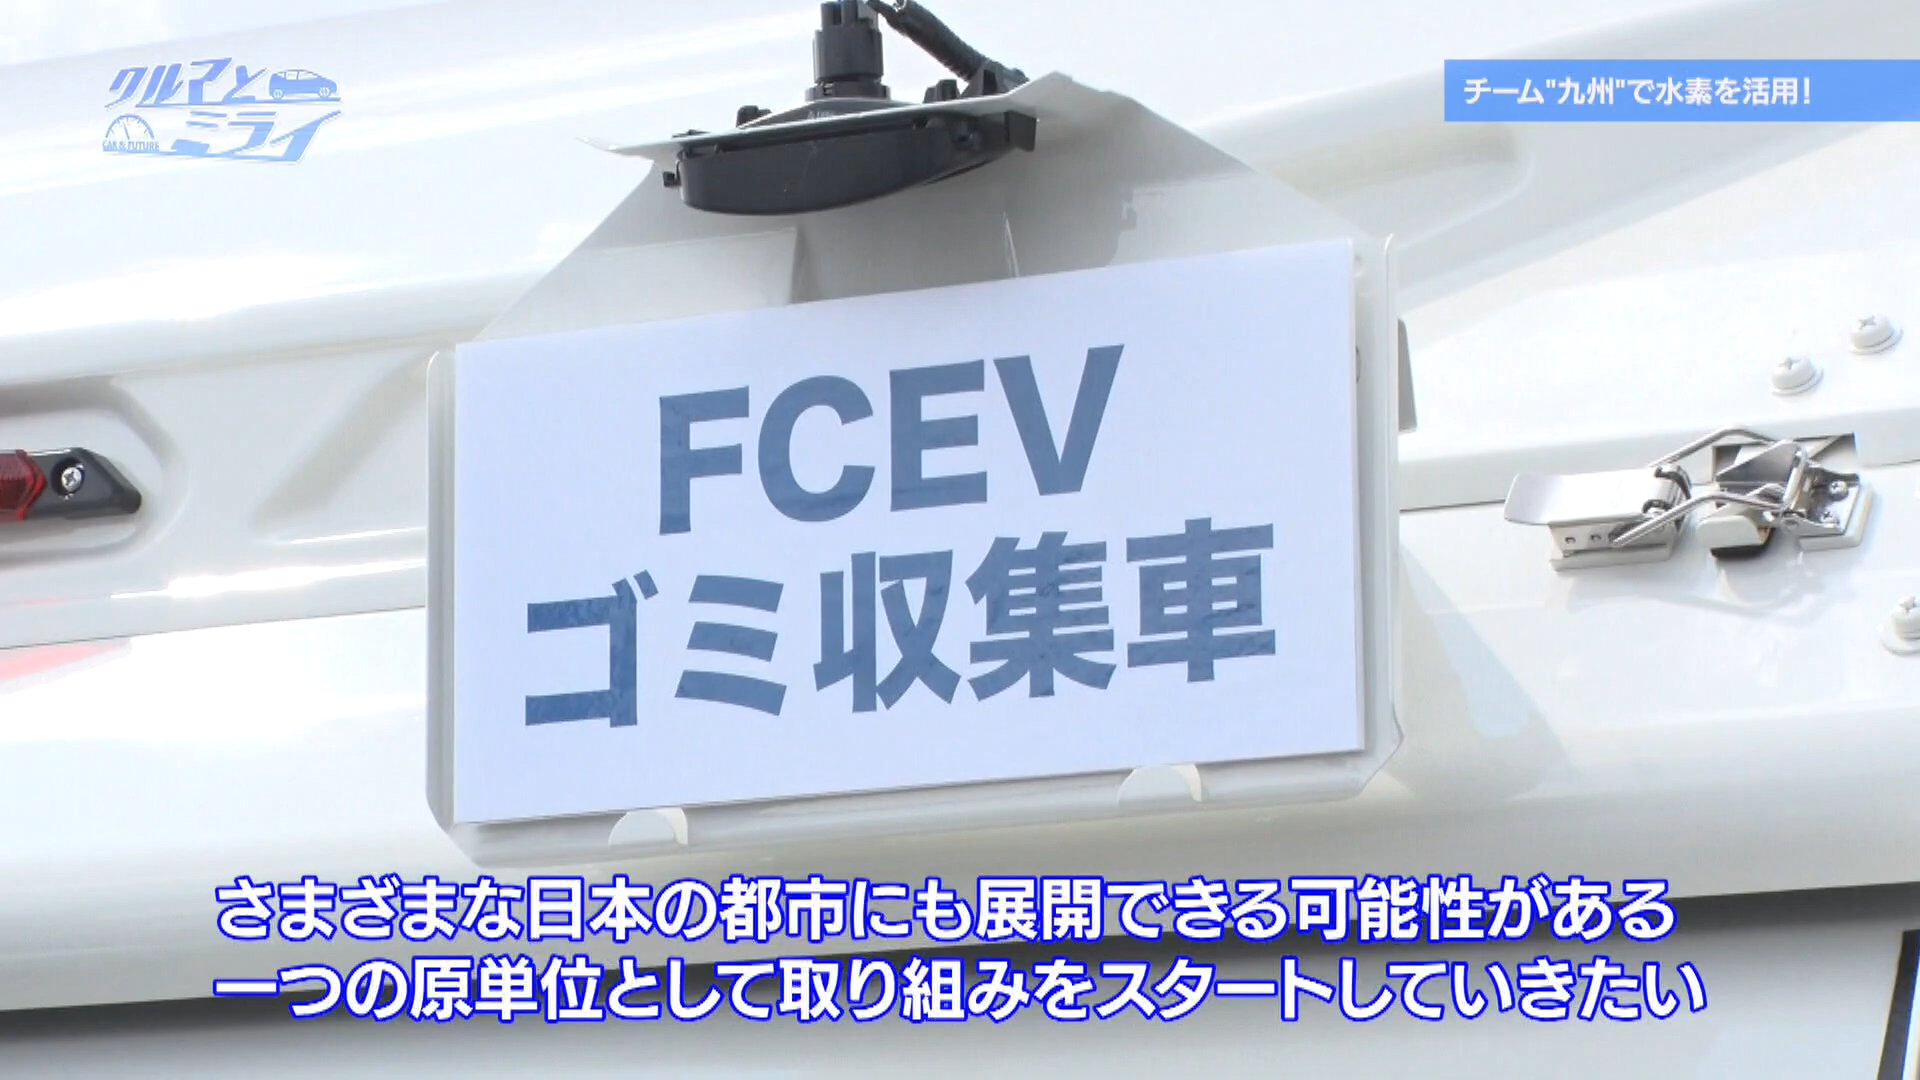 クルマと
ミライ
CAR & FUTURE
チーム"九州"で水素を活用!
FCEV
ゴミ収集車
さまざまな日本の都市にも展開できる可能性がある
一つの原単位として取り組みをスタートしていきたい